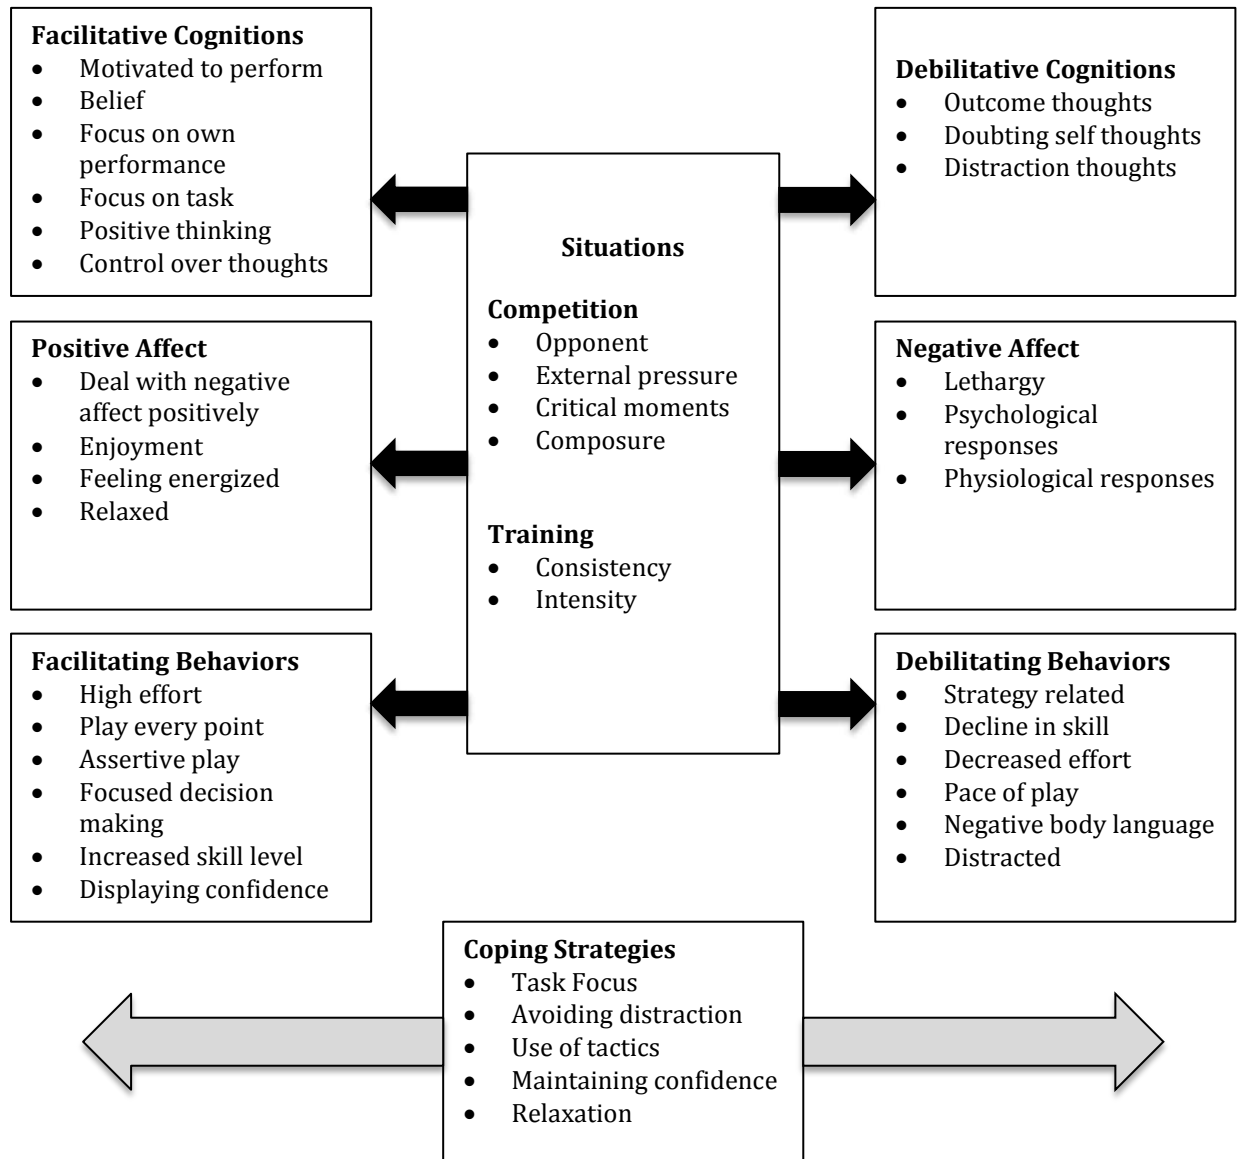 Facilitative Cognitions
• Motivated to perform
• Belief
• Focus on own
performance
• Focus on task
• Positive thinking
• Control over thoughts
Debilitative Cognitions
• Outcome thoughts
• Doubting self thoughts
• Distraction thoughts
Situations
Competition
• Opponent
• External pressure
• Critical moments
• Composure
Training
• Consistency
• Intensity
Positive Affect
• Deal with negative
affect positively
• Enjoyment
• Feeling energized
• Relaxed
Negative Affect
• Lethargy
• Psychological
responses
• Physiological responses
Facilitating Behaviors
• High effort
• Play every point
• Assertive play
• Focused decision
making
• Increased skill level
• Displaying confidence
Debilitating Behaviors
• Strategy related
• Decline in skill
• Decreased effort
• Pace of play
• Negative body language
• Distracted
Coping Strategies
• Task Focus
• Avoiding distraction
• Use of tactics
• Maintaining confidence
• Relaxation